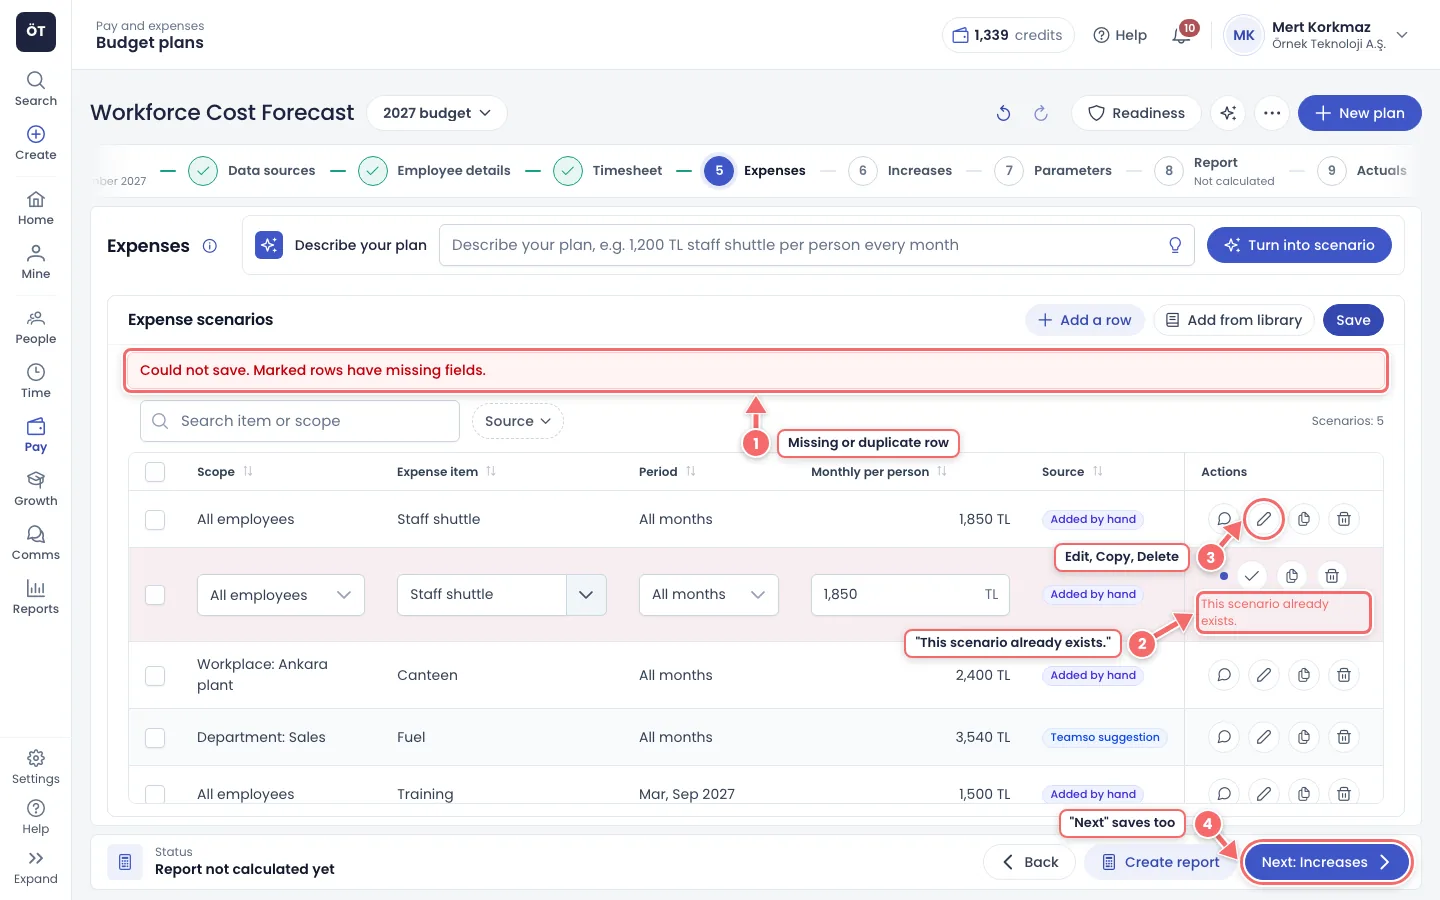 ÖT
Pay and expenses
Budget plans
1,339 credits
Help
10
MK
Mert Korkmaz
Örnek Teknoloji A.Ş.
Search
Create
Home
Mine
People
Time
Pay
Growth
Comms
Reports
Settings
Help
Expand
Workforce Cost Forecast
2027 budget
Readiness
New plan
mber 2027
Data sources
Employee details
Timesheet
5 Expenses
6 Increases
7 Parameters
8 Report
Not calculated
9 Actuals
Expenses
Describe your plan
Describe your plan, e.g. 1,200 TL staff shuttle per person every month
Turn into scenario
Expense scenarios
Add a row
Add from library
Save
Could not save. Marked rows have missing fields.
Search item or scope
Source
Scenarios: 5
1 Missing or duplicate row
Scope Expense item Period Monthly per person Source Actions
All employees Staff shuttle All months 1,850 TL Added by hand
Edit, Copy, Delete 3
All employees Staff shuttle All months 1,850 TL Added by hand
This scenario already
exists.
"This scenario already exists." 2
Workplace: Ankara
plant
Canteen All months 2,400 TL Added by hand
Department: Sales Fuel All months 3,540 TL Teamso suggestion
All employees Training Mar, Sep 2027 1,500 TL Added by hand
"Next" saves too 4
Status
Report not calculated yet
Back
Create report
Next: Increases